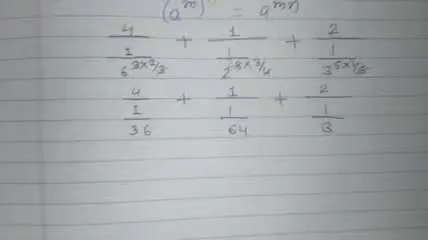 (a^m)^n = a^mn
4/(1/6^(3×2/3)) + 1/(1/2^(8×3/4)) + 2/(1/3^(5×1/5))
4/(1/36) + 1/(1/64) + 2/(1/3)